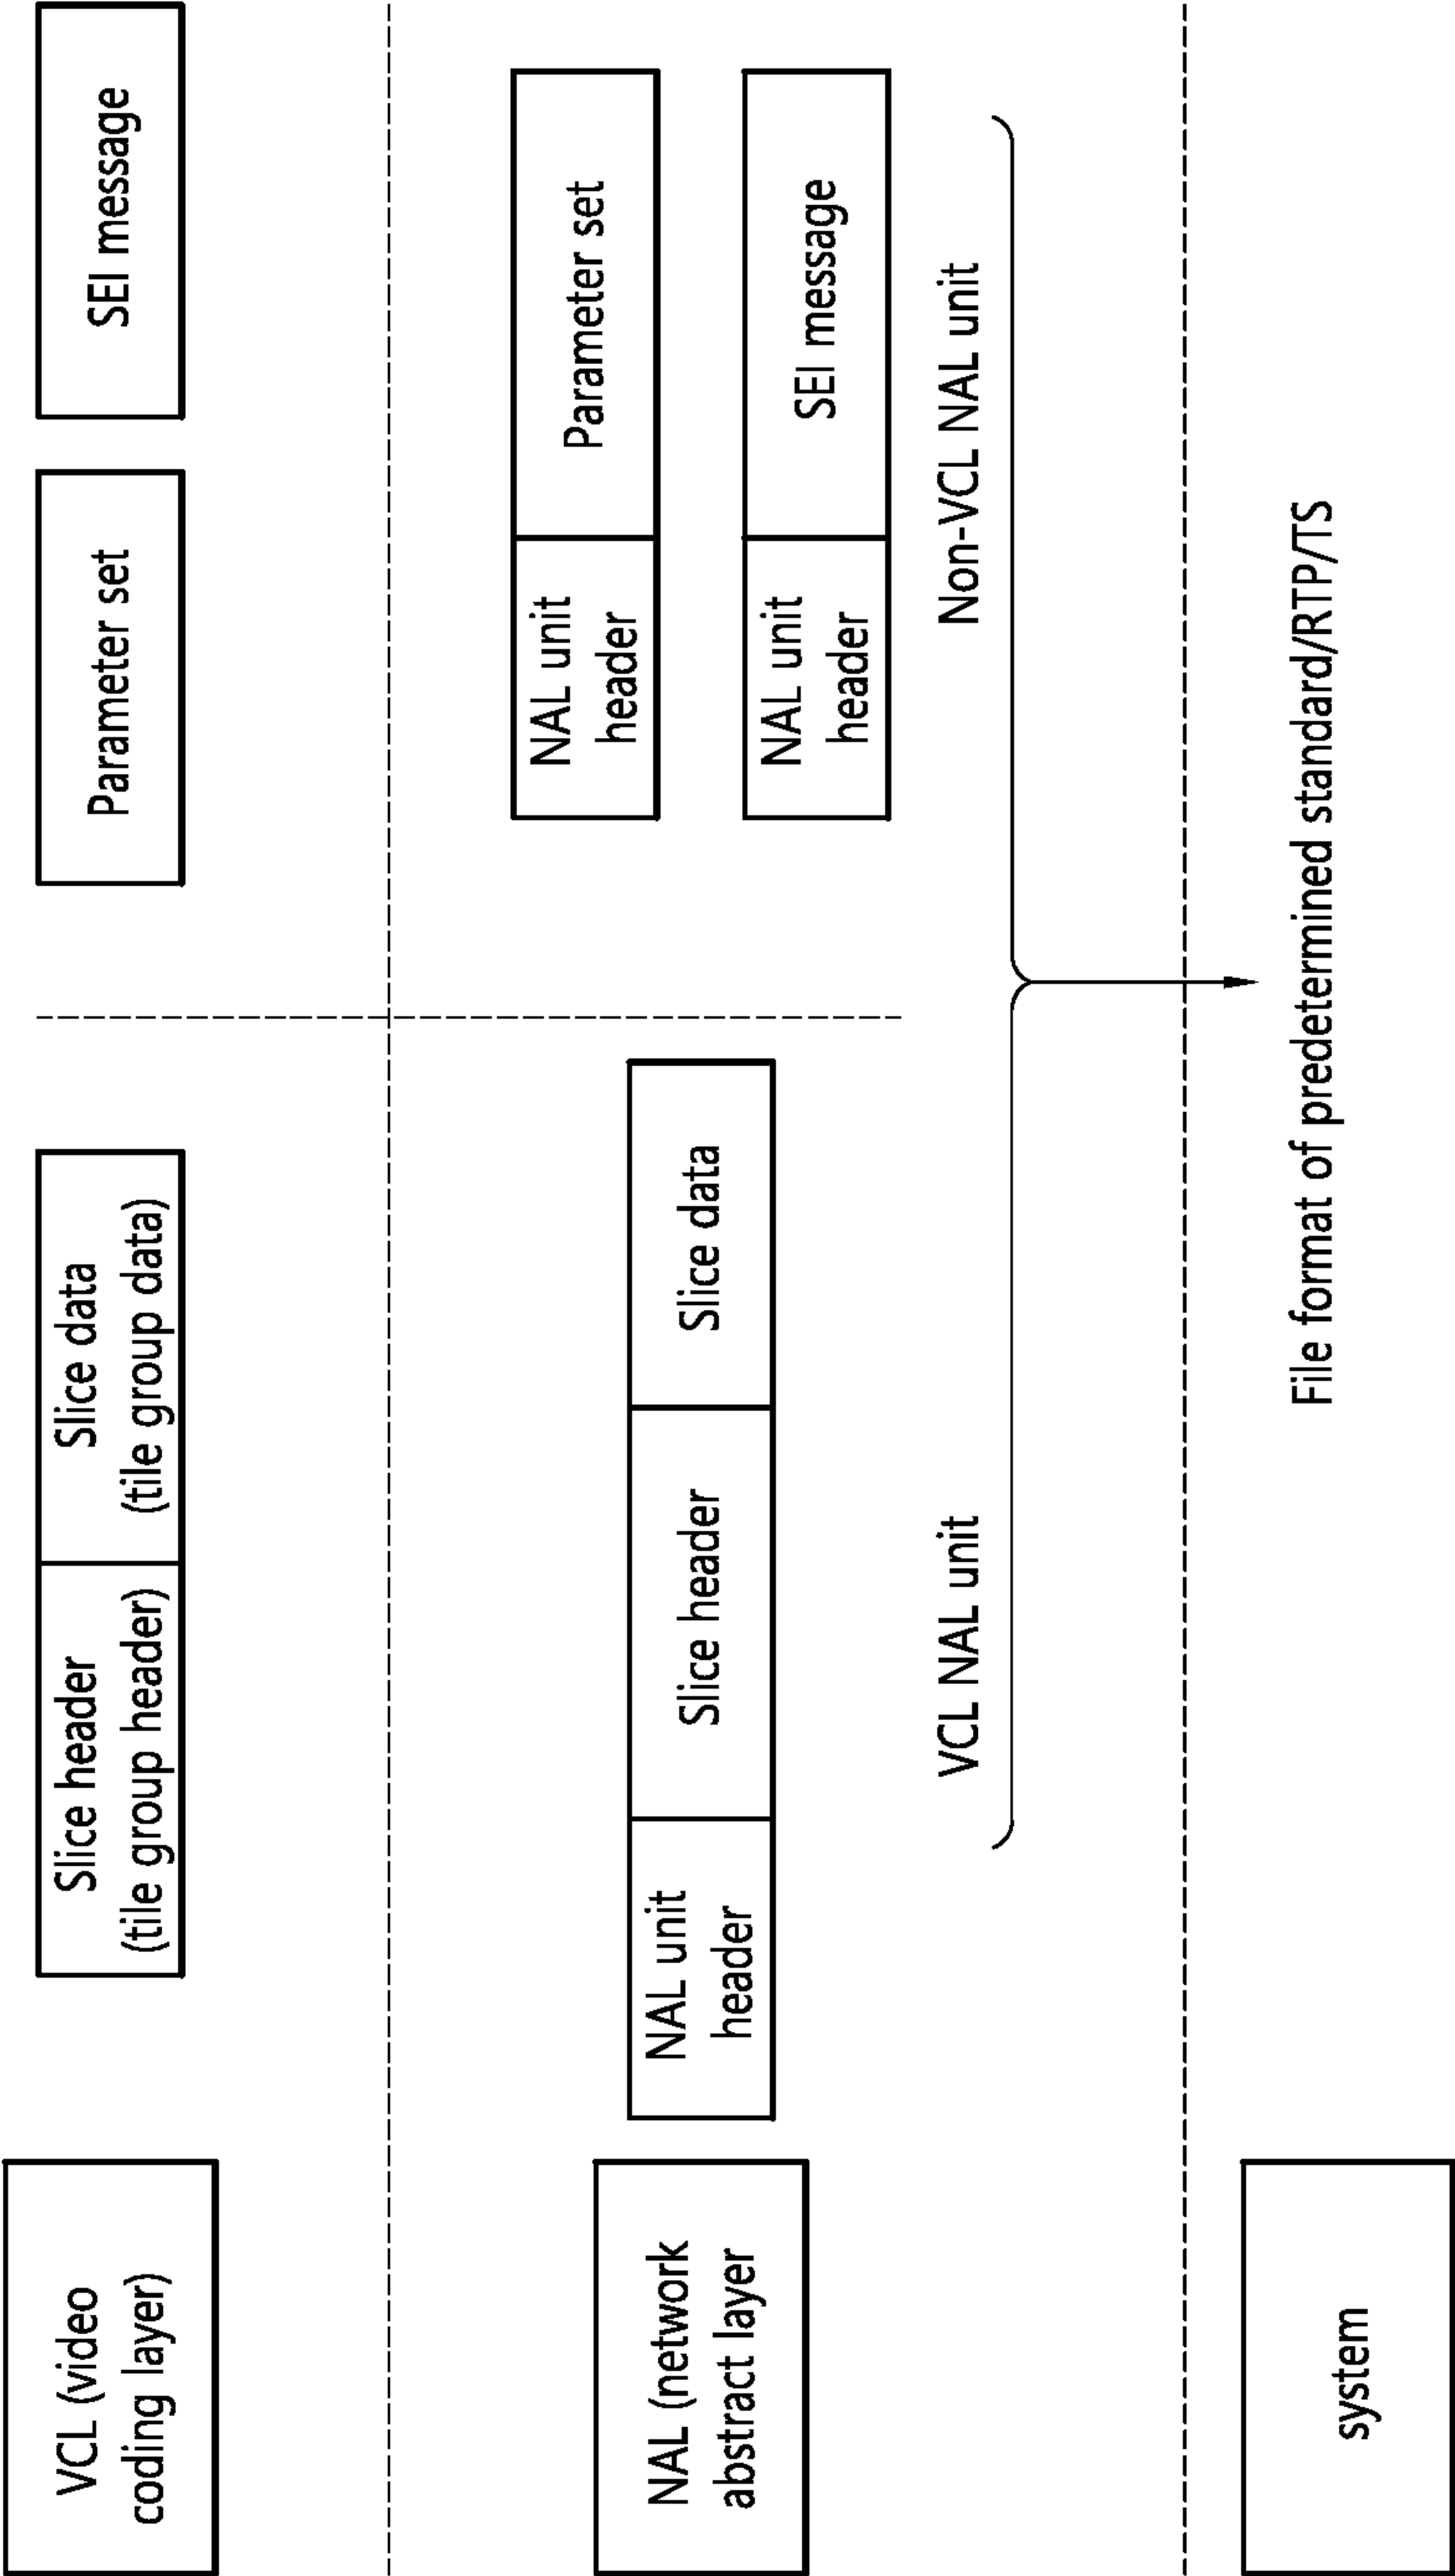 VCL (video
coding layer)
Slice header
(tile group header)
Slice data
(tile group data)
Parameter set
SEI message
NAL (network
abstract layer
NAL unit
header
Slice header
Slice data
NAL unit
header
Parameter set
NAL unit
header
SEI message
VCL NAL unit
Non-VCL NAL unit
system
File format of predetermined standard/RTP/TS